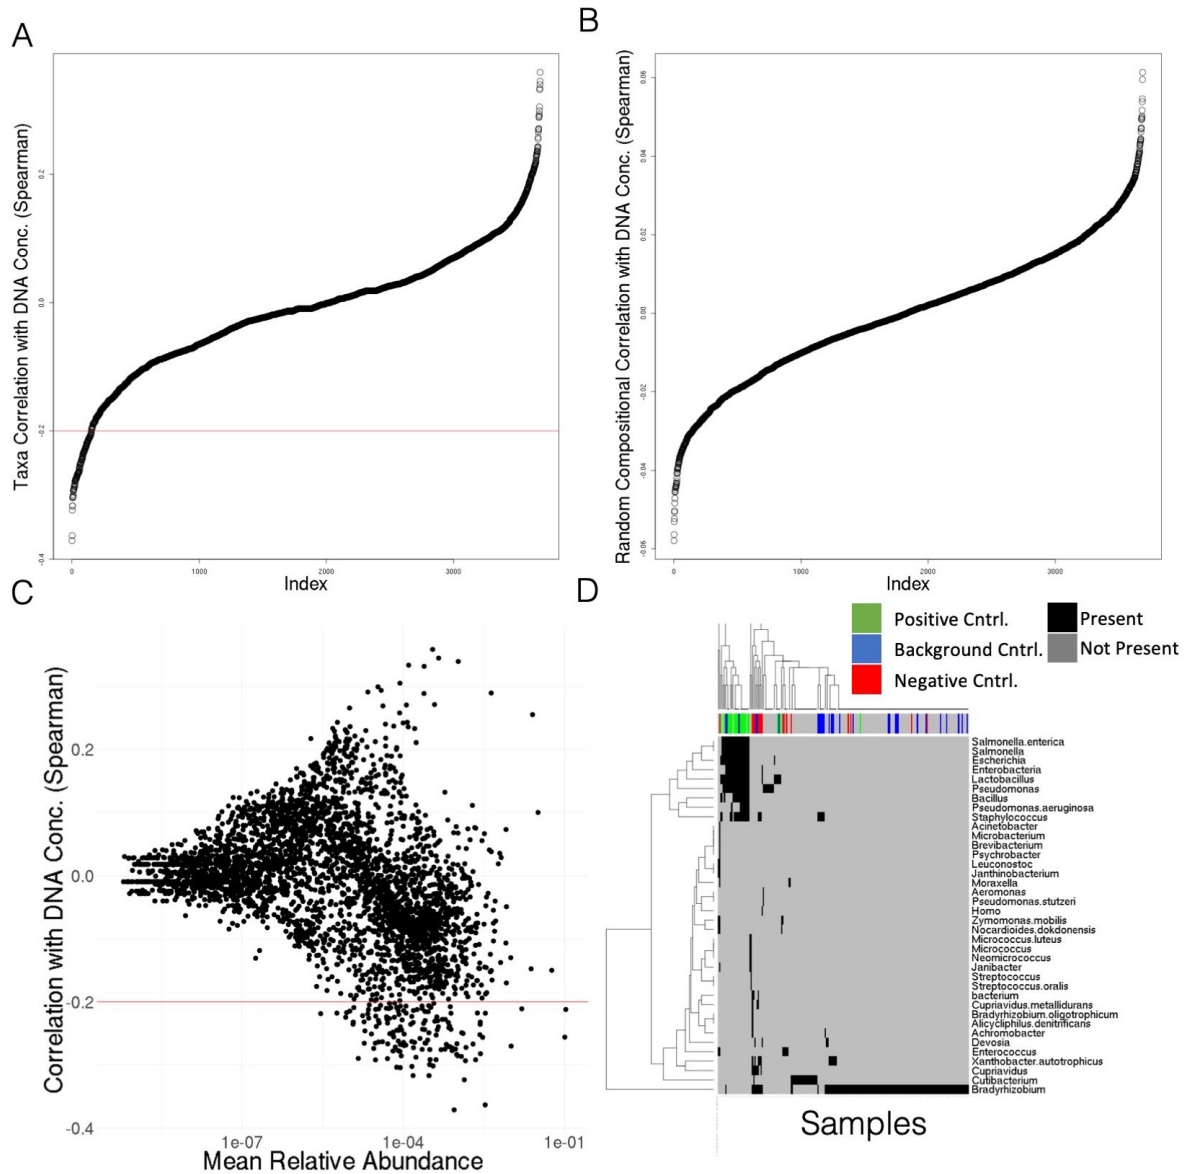 A
Taxa Correlation with DNA Conc. (Spearman)
0.2
0.0
-0.2
-0.4
0
1000
2000
3000
Index
B
Random Compositional Correlation with DNA Conc. (Spearman)
0.06
0.04
0.02
0.00
-0.02
-0.04
-0.06
0
1000
2000
3000
Index
C
Correlation with DNA Conc. (Spearman)
0.2
0.0
-0.2
-0.4
1e-07
1e-04
1e-01
Mean Relative Abundance
D
Positive Cntrl.
Background Cntrl.
Negative Cntrl.
Present
Not Present
Salmonella.enterica
Salmonella
Escherichia
Enterobacteria
Lactobacillus
Pseudomonas
Bacillus
Pseudomonas.aeruginosa
Staphylococcus
Acinetobacter
Microbacterium
Brevibacterium
Psychrobacter
Leuconostoc
Janthinobacterium
Moraxella
Aeromonas
Pseudomonas.stutzeri
Homo
Zymomonas.mobilis
Nocardioides.dokdonensis
Micrococcus.luteus
Micrococcus
Neomicrococcus
Janibacter
Streptococcus
Streptococcus.oralis
bacterium
Cupriavidus.metallidurans
Bradyrhizobium.oligotrophicum
Alicycliphilus.denitrificans
Achromobacter
Devosia
Enterococcus
Xanthobacter.autotrophicus
Cupriavidus
Cutibacterium
Bradyrhizobium
Samples